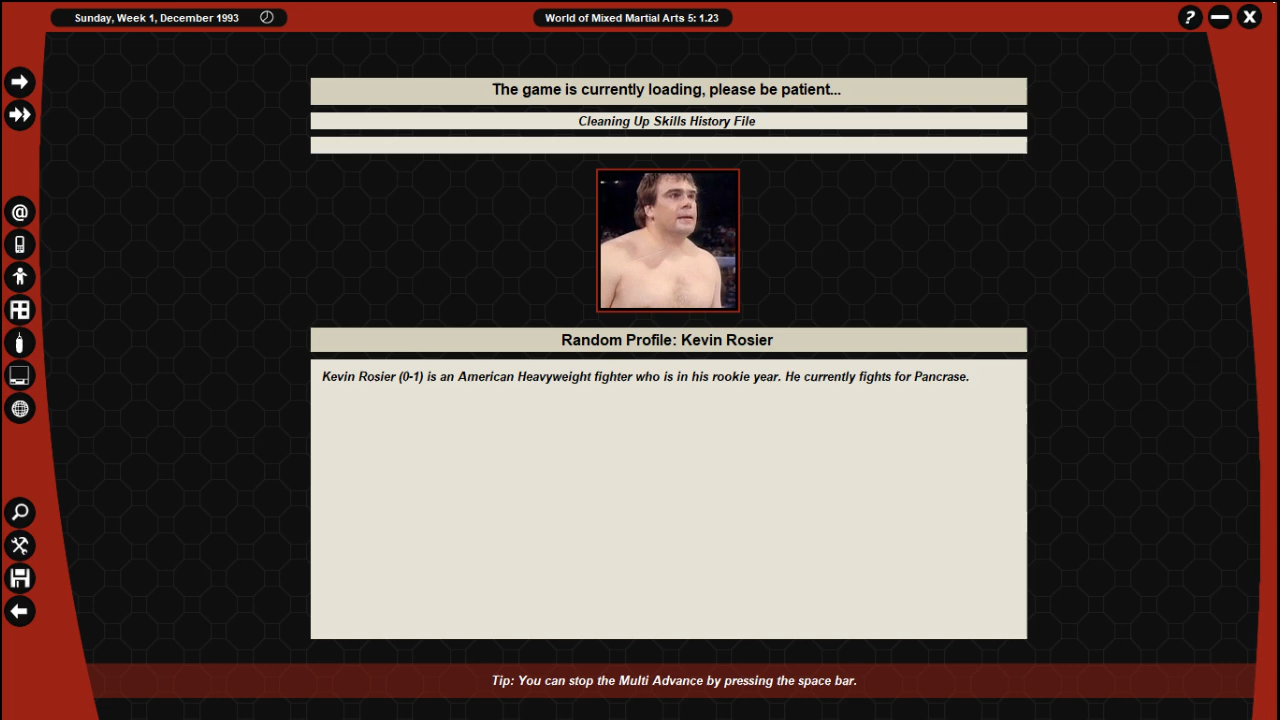 Sunday, Week 1, December 1993
World of Mixed Martial Arts 5: 1.23
?
X
The game is currently loading, please be patient...
Cleaning Up Skills History File
@
Random Profile: Kevin Rosier
Kevin Rosier (0-1) is an American Heavyweight fighter who is in his rookie year. He currently fights for Pancrase.
Tip: You can stop the Multi Advance by pressing the space bar.